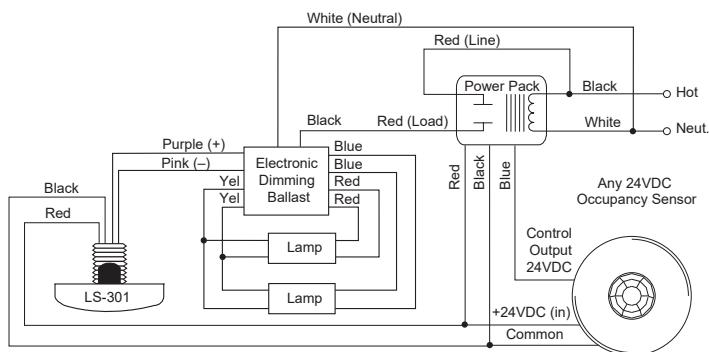 White (Neutral)
Red (Line)
Power Pack
Black
Hot
Black
Red (Load)
White
Neut.
Purple (+)
Pink (–)
Electronic
Dimming
Ballast
Blue
Blue
Red
Red
Yel
Yel
Black
Red
Red
Black
Blue
Any 24VDC
Occupancy Sensor
Lamp
Control
Output
24VDC
LS-301
Lamp
+24VDC (in)
Common